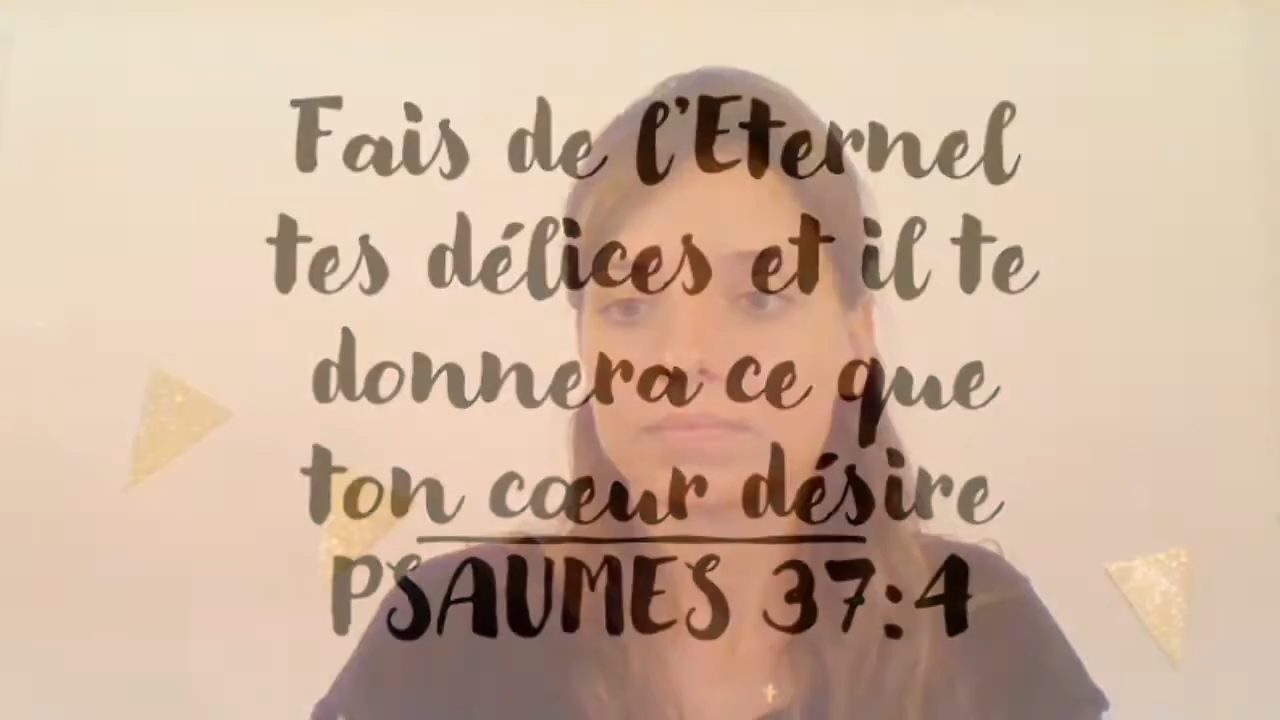 Fais de l'Eternel
tes délices et il te
donnera ce que
ton cœur désire
PSAUMES 37:4